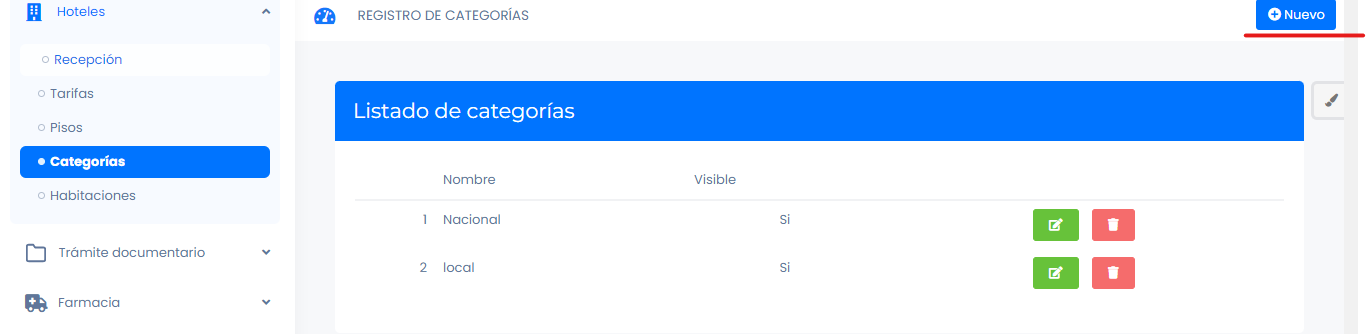 Hoteles
Recepción
Tarifas
Pisos
Categorías
Habitaciones
Trámite documentario
Farmacia
REGISTRO DE CATEGORÍAS
Nuevo
Listado de categorías
Nombre Visible
1 Nacional Si
2 local Si